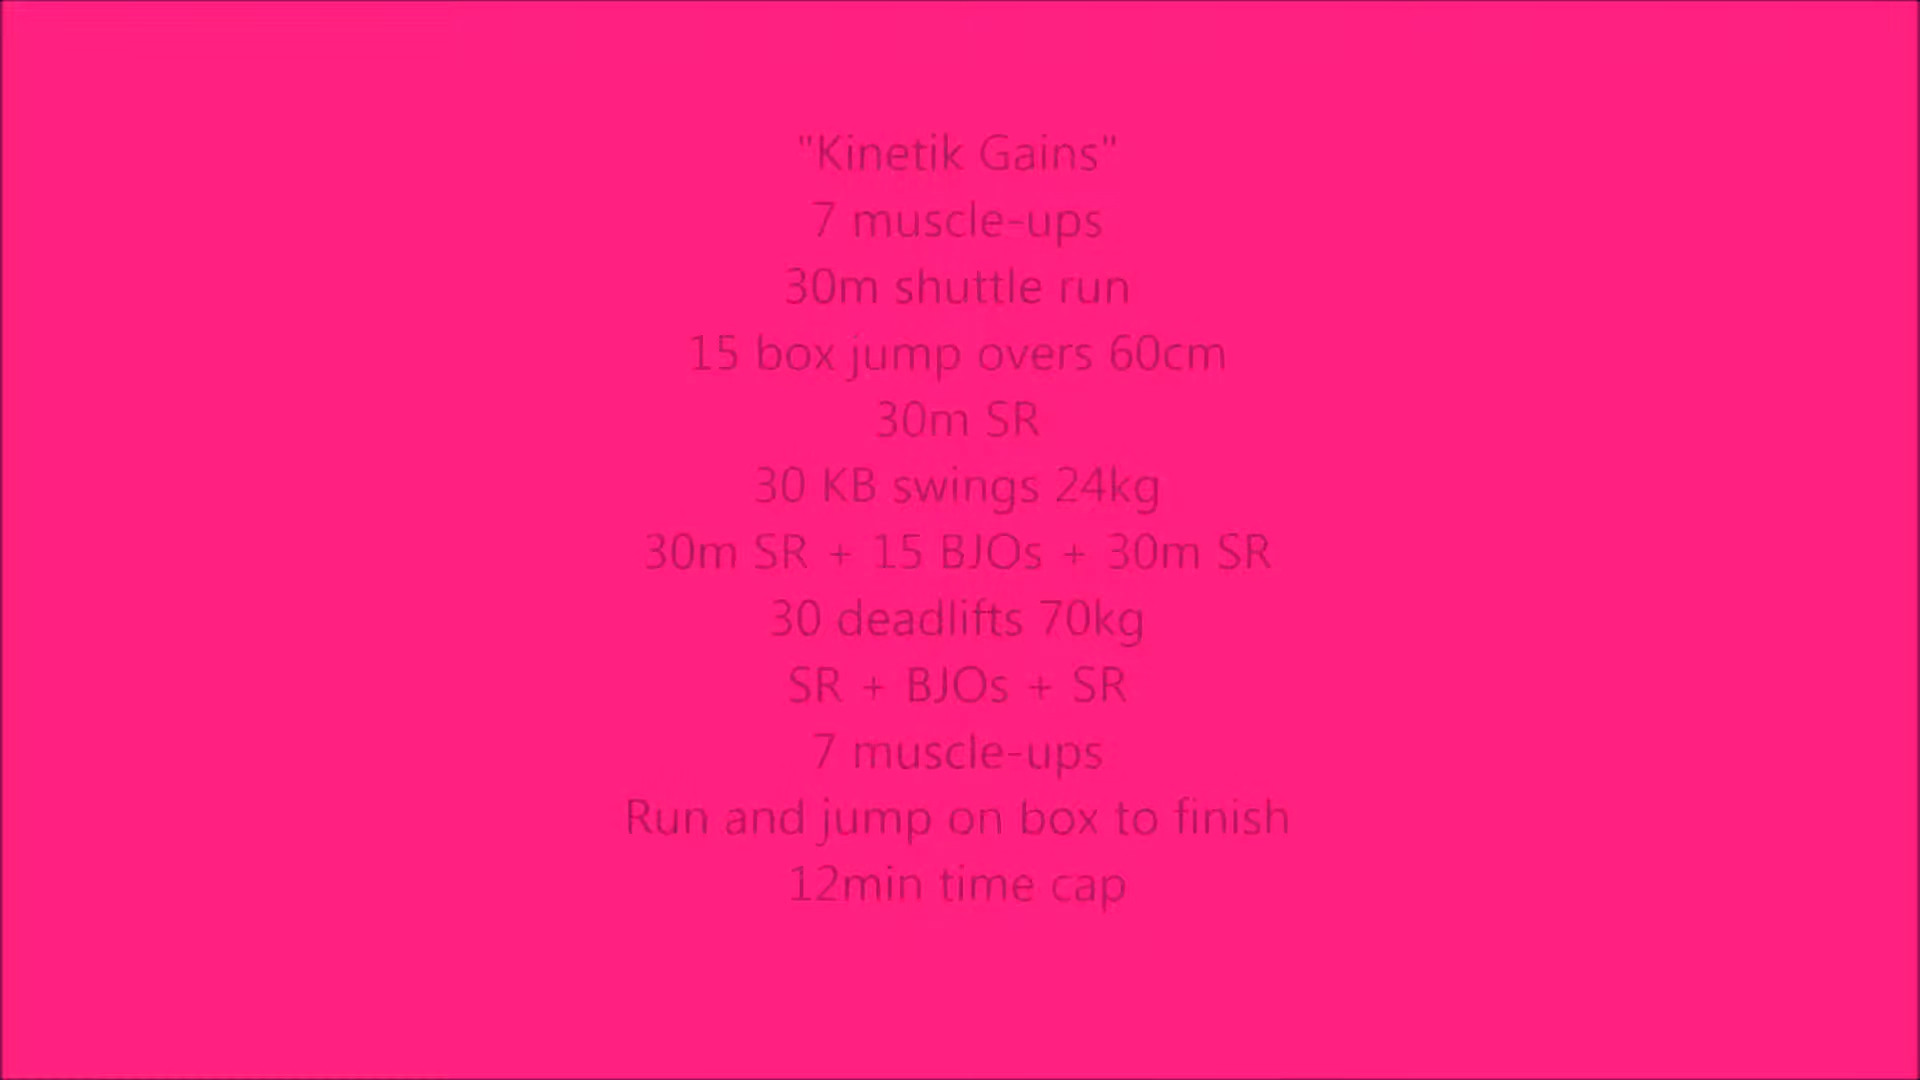 "Kinetik Gains"
7 muscle-ups
30m shuttle run
15 box jump overs 60cm
30m SR
30 KB swings 24kg
30m SR + 15 BJOs + 30m SR
30 deadlifts 70kg
SR + BJOs + SR
7 muscle-ups
Run and jump on box to finish
12min time cap